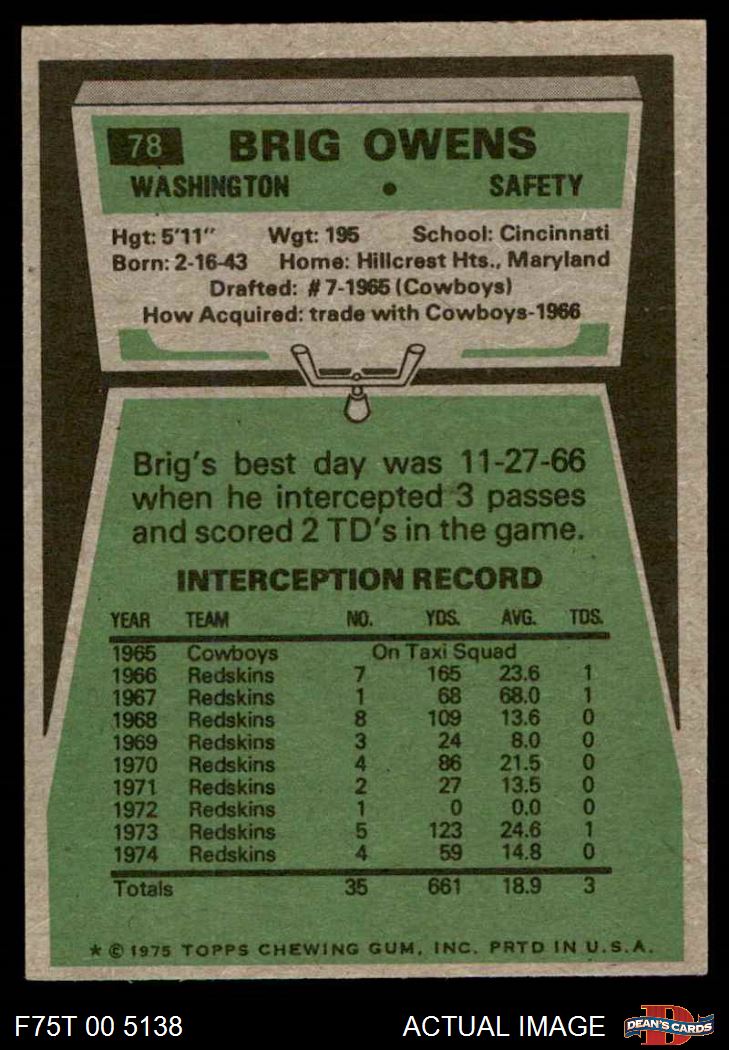 78 BRIG OWENS
WASHINGTON • SAFETY
Hgt: 5'11" Wgt: 195 School: Cincinnati
Born: 2-16-43 Home: Hillcrest Hts., Maryland
Drafted: #7-1965 (Cowboys)
How Acquired: trade with Cowboys-1966
Brig's best day was 11-27-66
when he intercepted 3 passes
and scored 2 TD's in the game.
INTERCEPTION RECORD
YEAR TEAM NO. YDS. AVG. TDS.
1965 Cowboys On Taxi Squad
1966 Redskins 7 165 23.6 1
1967 Redskins 1 68 68.0 1
1968 Redskins 8 109 13.6 0
1969 Redskins 3 24 8.0 0
1970 Redskins 4 86 21.5 0
1971 Redskins 2 27 13.5 0
1972 Redskins 1 0 0.0 0
1973 Redskins 5 123 24.6 1
1974 Redskins 4 59 14.8 0
Totals 35 661 18.9 3
* © 1975 TOPPS CHEWING GUM, INC. PRTD IN U.S.A.
F75T 00 5138 ACTUAL IMAGE D DEAN'S CARDS